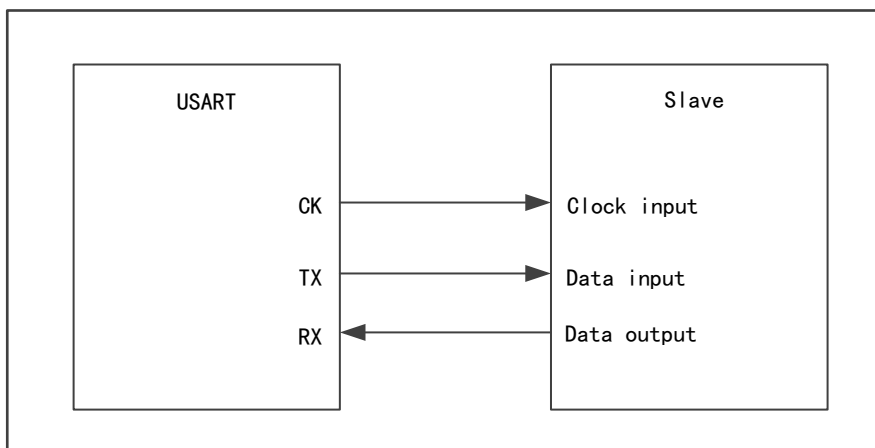 USART
Slave
CK
Clock input
TX
Data input
RX
Data output